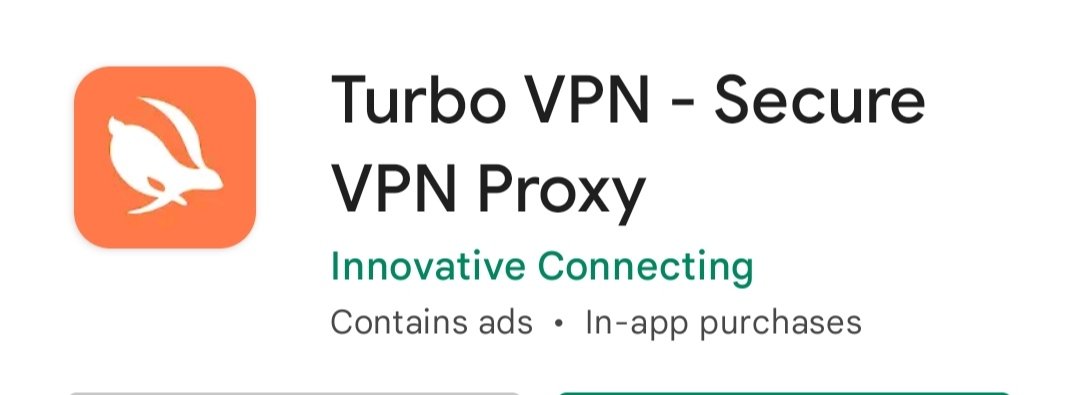 Turbo VPN - Secure
VPN Proxy
Innovative Connecting
Contains ads • In-app purchases